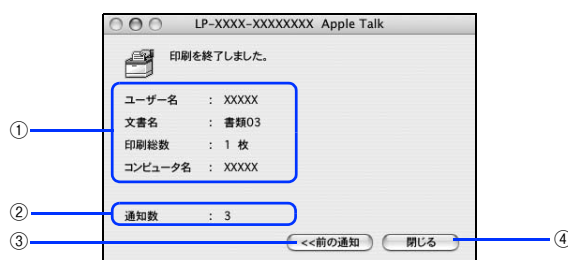 LP-XXXX-XXXXXXXX Apple Talk
印刷を終了しました。
ユーザー名 : XXXXX
① 文書名 : 書類03
印刷総数 : 1 枚
コンピュータ名 : XXXXX
② 通知数 : 3
③ <<前の通知 閉じる ④